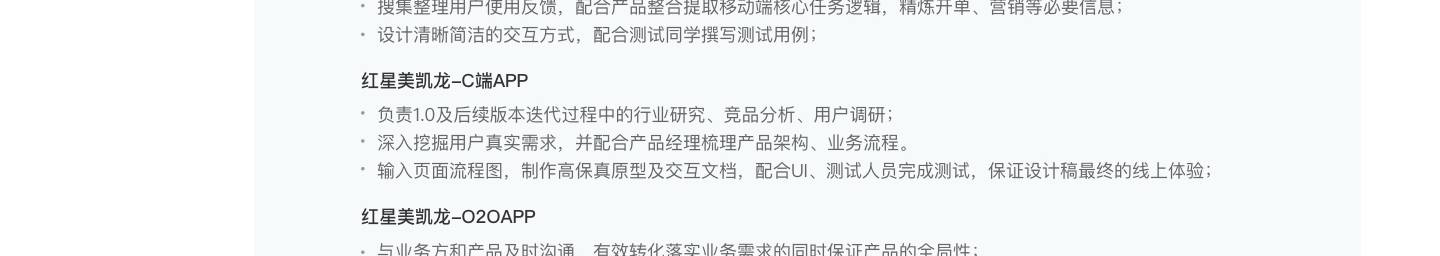 • 搜集整理用户使用反馈，配合产品整合提取移动端核心任务逻辑，精炼开单、营销等必要信息；
• 设计清晰简洁的交互方式，配合测试同学撰写测试用例；
红星美凯龙–C端APP
• 负责1.0及后续版本迭代过程中的行业研究、竞品分析、用户调研；
• 深入挖掘用户真实需求，并配合产品经理梳理产品架构、业务流程。
• 输入页面流程图，制作高保真原型及交互文档，配合UI、测试人员完成测试，保证设计稿最终的线上体验；
红星美凯龙–O2OAPP
• 与业务方和产品及时沟通，有效转化落实业务需求的同时保证产品的全局性；